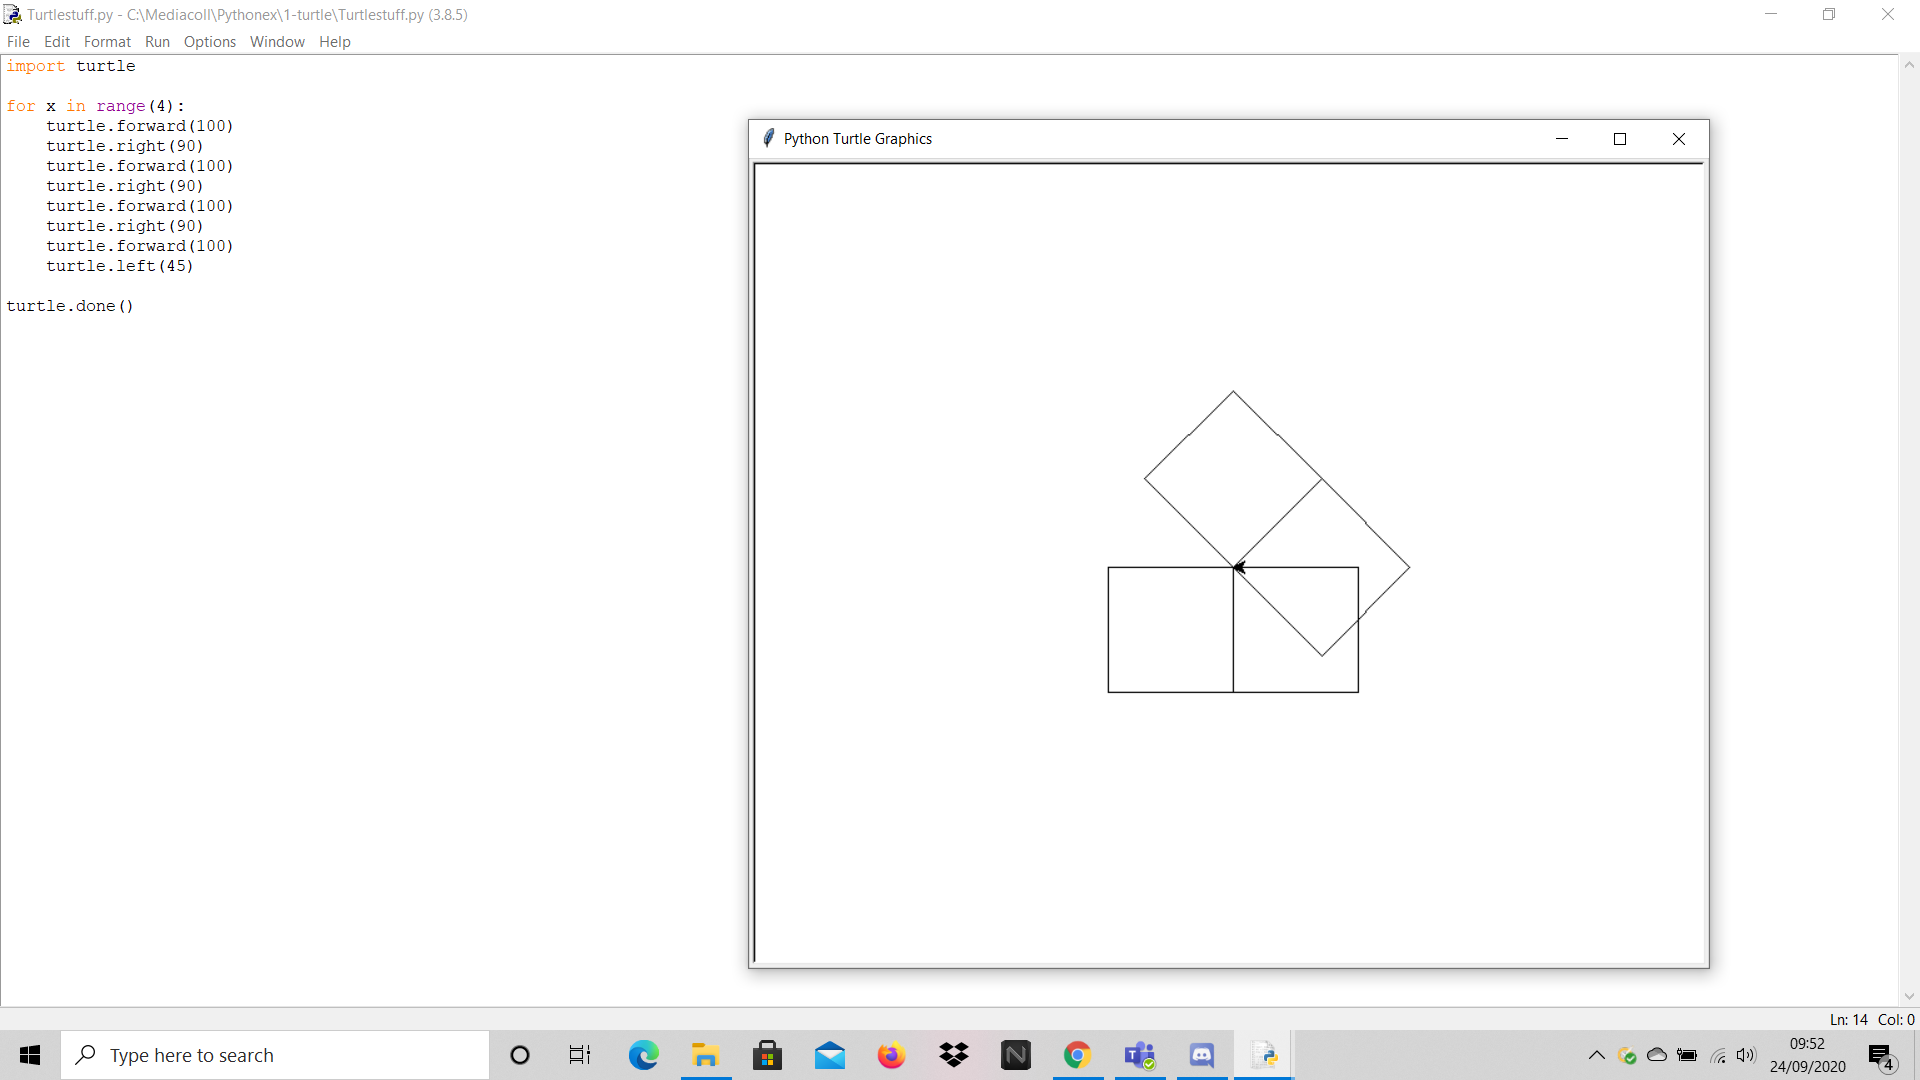 Turtlestuff.py - C:\Mediacoll\Pythonex\1-turtle\Turtlestuff.py (3.8.5)
File Edit Format Run Options Window Help
import turtle
for x in range(4):
    turtle.forward(100)
    turtle.right(90)
    turtle.forward(100)
    turtle.right(90)
    turtle.forward(100)
    turtle.right(90)
    turtle.forward(100)
    turtle.left(45)
turtle.done()
Python Turtle Graphics
Ln: 14 Col: 0
Type here to search
N
T
09:52
24/09/2020
4